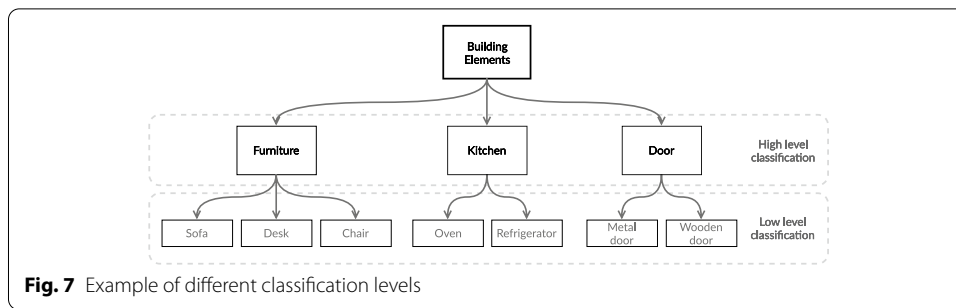 Building
Elements
Furniture
Kitchen
Door
High level
classification
Sofa
Desk
Chair
Oven
Refrigerator
Metal
door
Wooden
door
Low level
classification
Fig. 7 Example of different classification levels